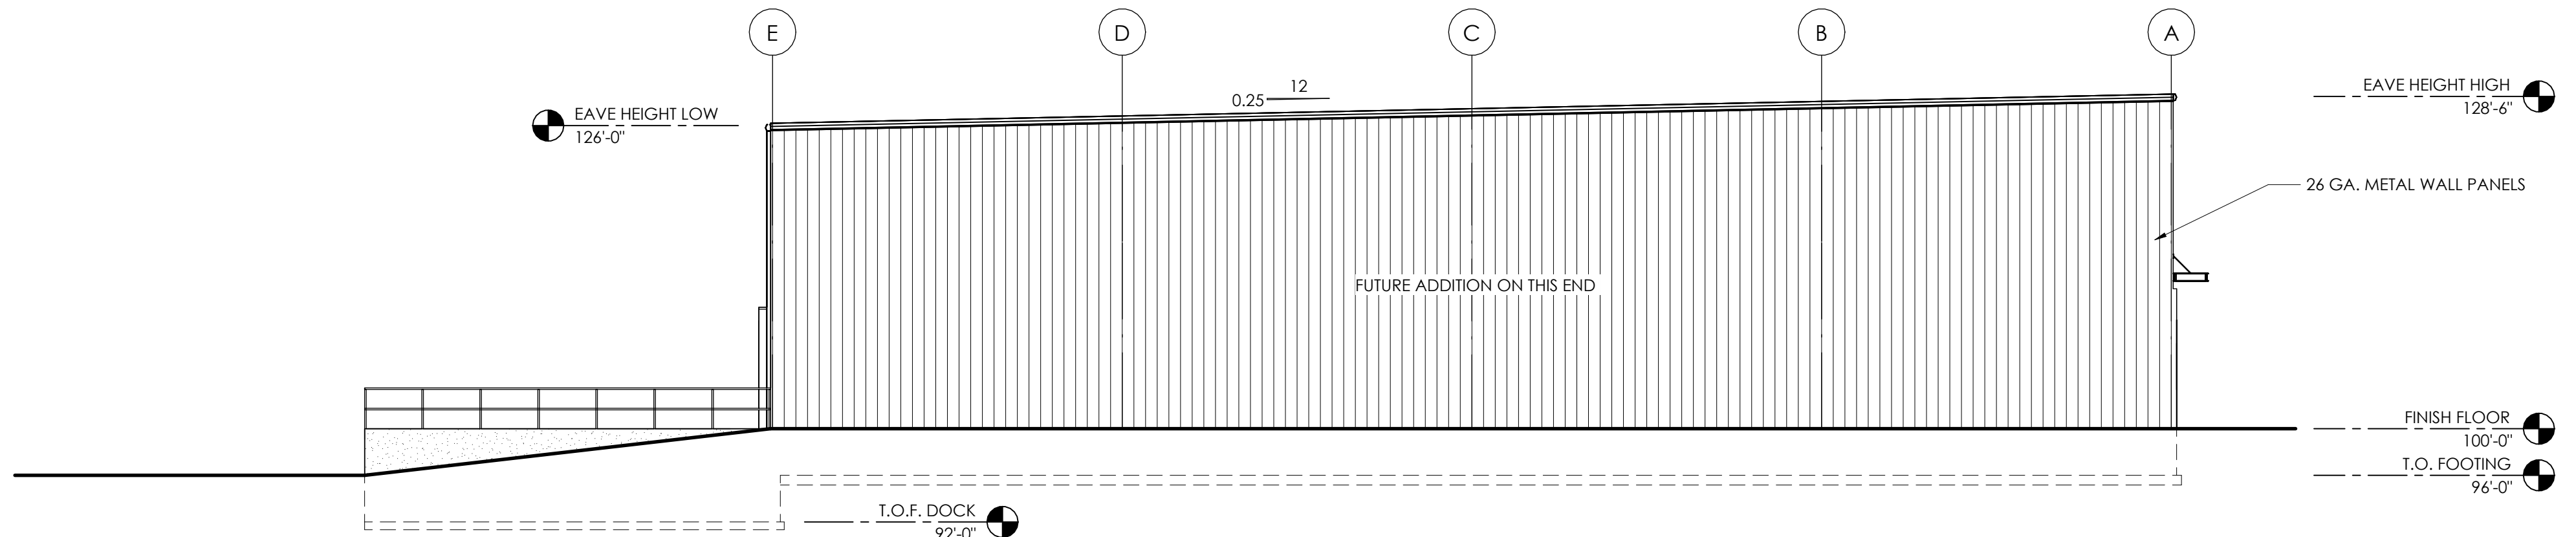 E
D
C
B
A
12
0.25
EAVE HEIGHT LOW
126'-0"
EAVE HEIGHT HIGH
128'-6"
26 GA. METAL WALL PANELS
FUTURE ADDITION ON THIS END
FINISH FLOOR
100'-0"
T.O. FOOTING
96'-0"
T.O.F. DOCK
92'-0"